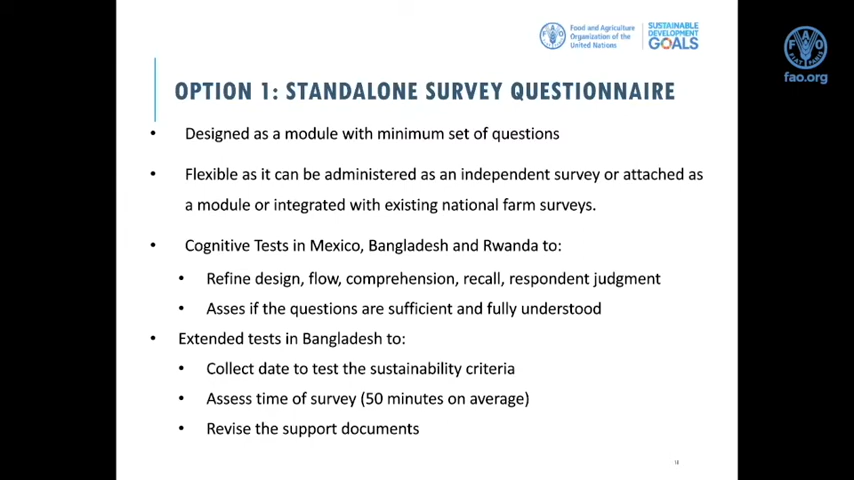 Food and Agriculture
Organization of the
United Nations
SUSTAINABLE
DEVELOPMENT
GOALS
FAO
FIAT PANIS
fao.org
OPTION 1: STANDALONE SURVEY QUESTIONNAIRE
• Designed as a module with minimum set of questions
• Flexible as it can be administered as an independent survey or attached as
a module or integrated with existing national farm surveys.
• Cognitive Tests in Mexico, Bangladesh and Rwanda to:
• Refine design, flow, comprehension, recall, respondent judgment
• Asses if the questions are sufficient and fully understood
• Extended tests in Bangladesh to:
• Collect date to test the sustainability criteria
• Assess time of survey (50 minutes on average)
• Revise the support documents